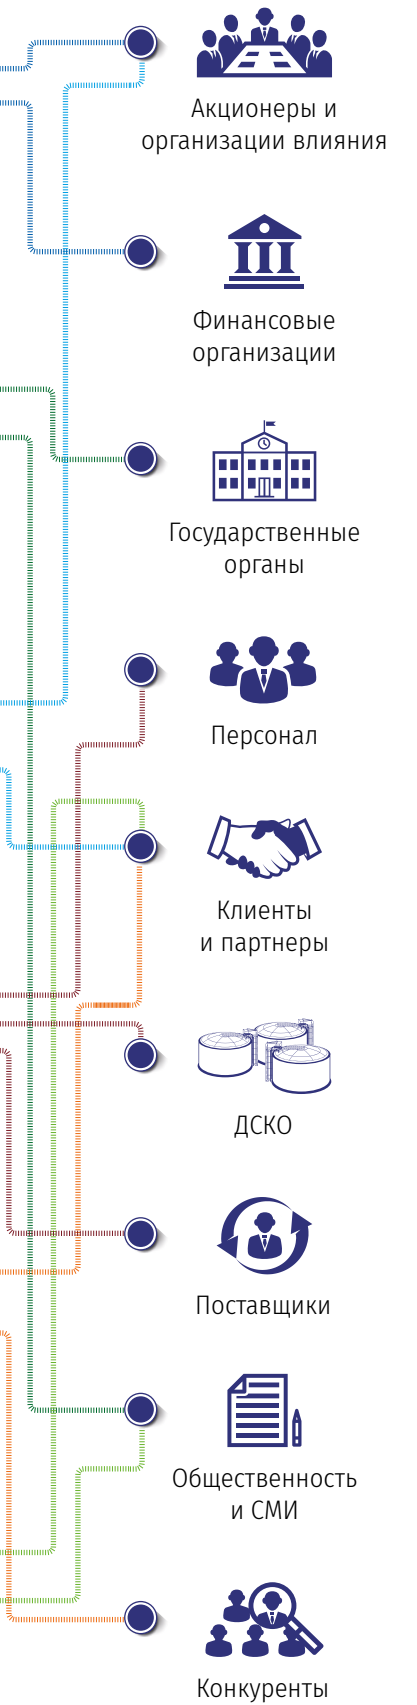 Акционеры и
организации влияния
Финансовые
организации
Государственные
органы
Персонал
Клиенты
и партнеры
ДСКО
Поставщики
Общественность
и СМИ
Конкуренты